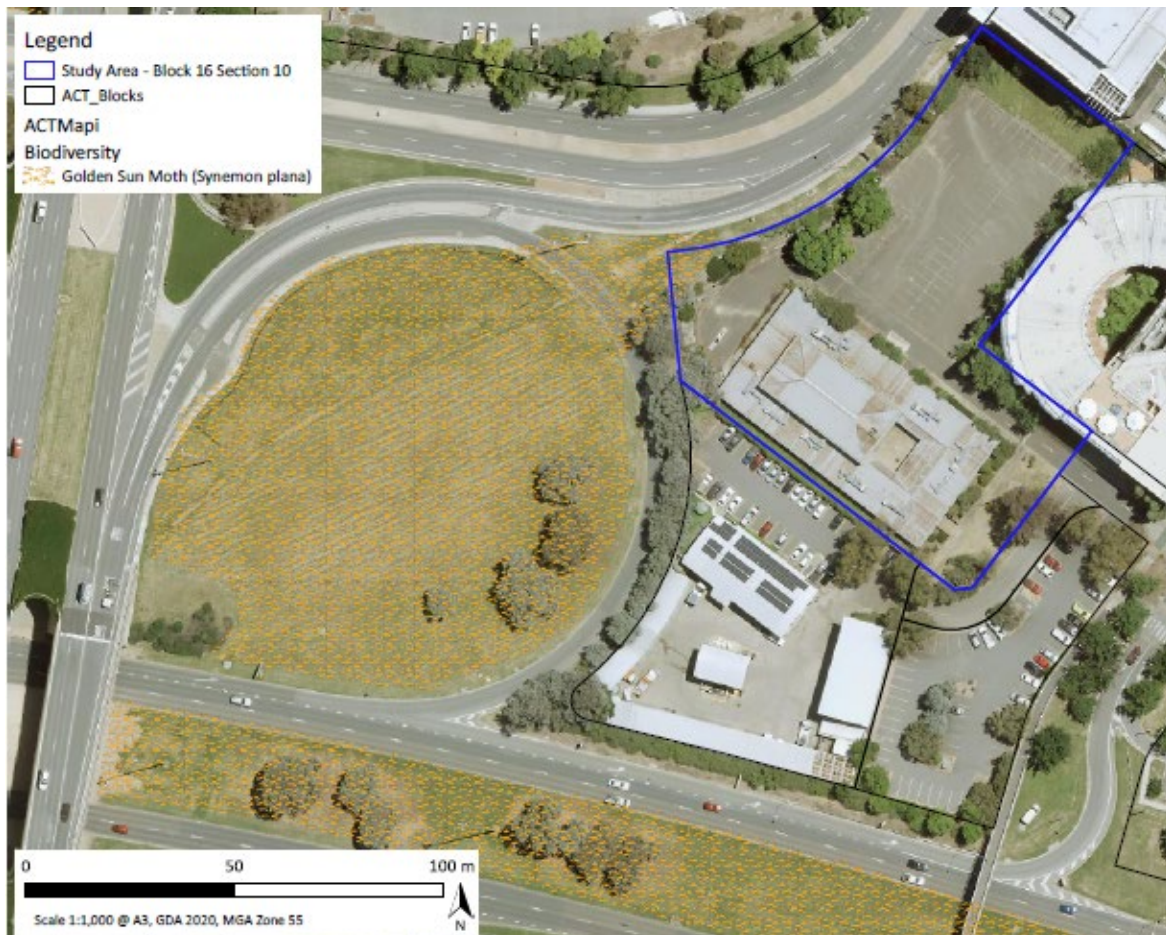 Legend
Study Area - Block 16 Section 10
ACT_Blocks
ACTMapi
Biodiversity
Golden Sun Moth (Synemon plana)
0 50 100 m
Scale 1:1,000 @ A3, GDA 2020, MGA Zone 55
N